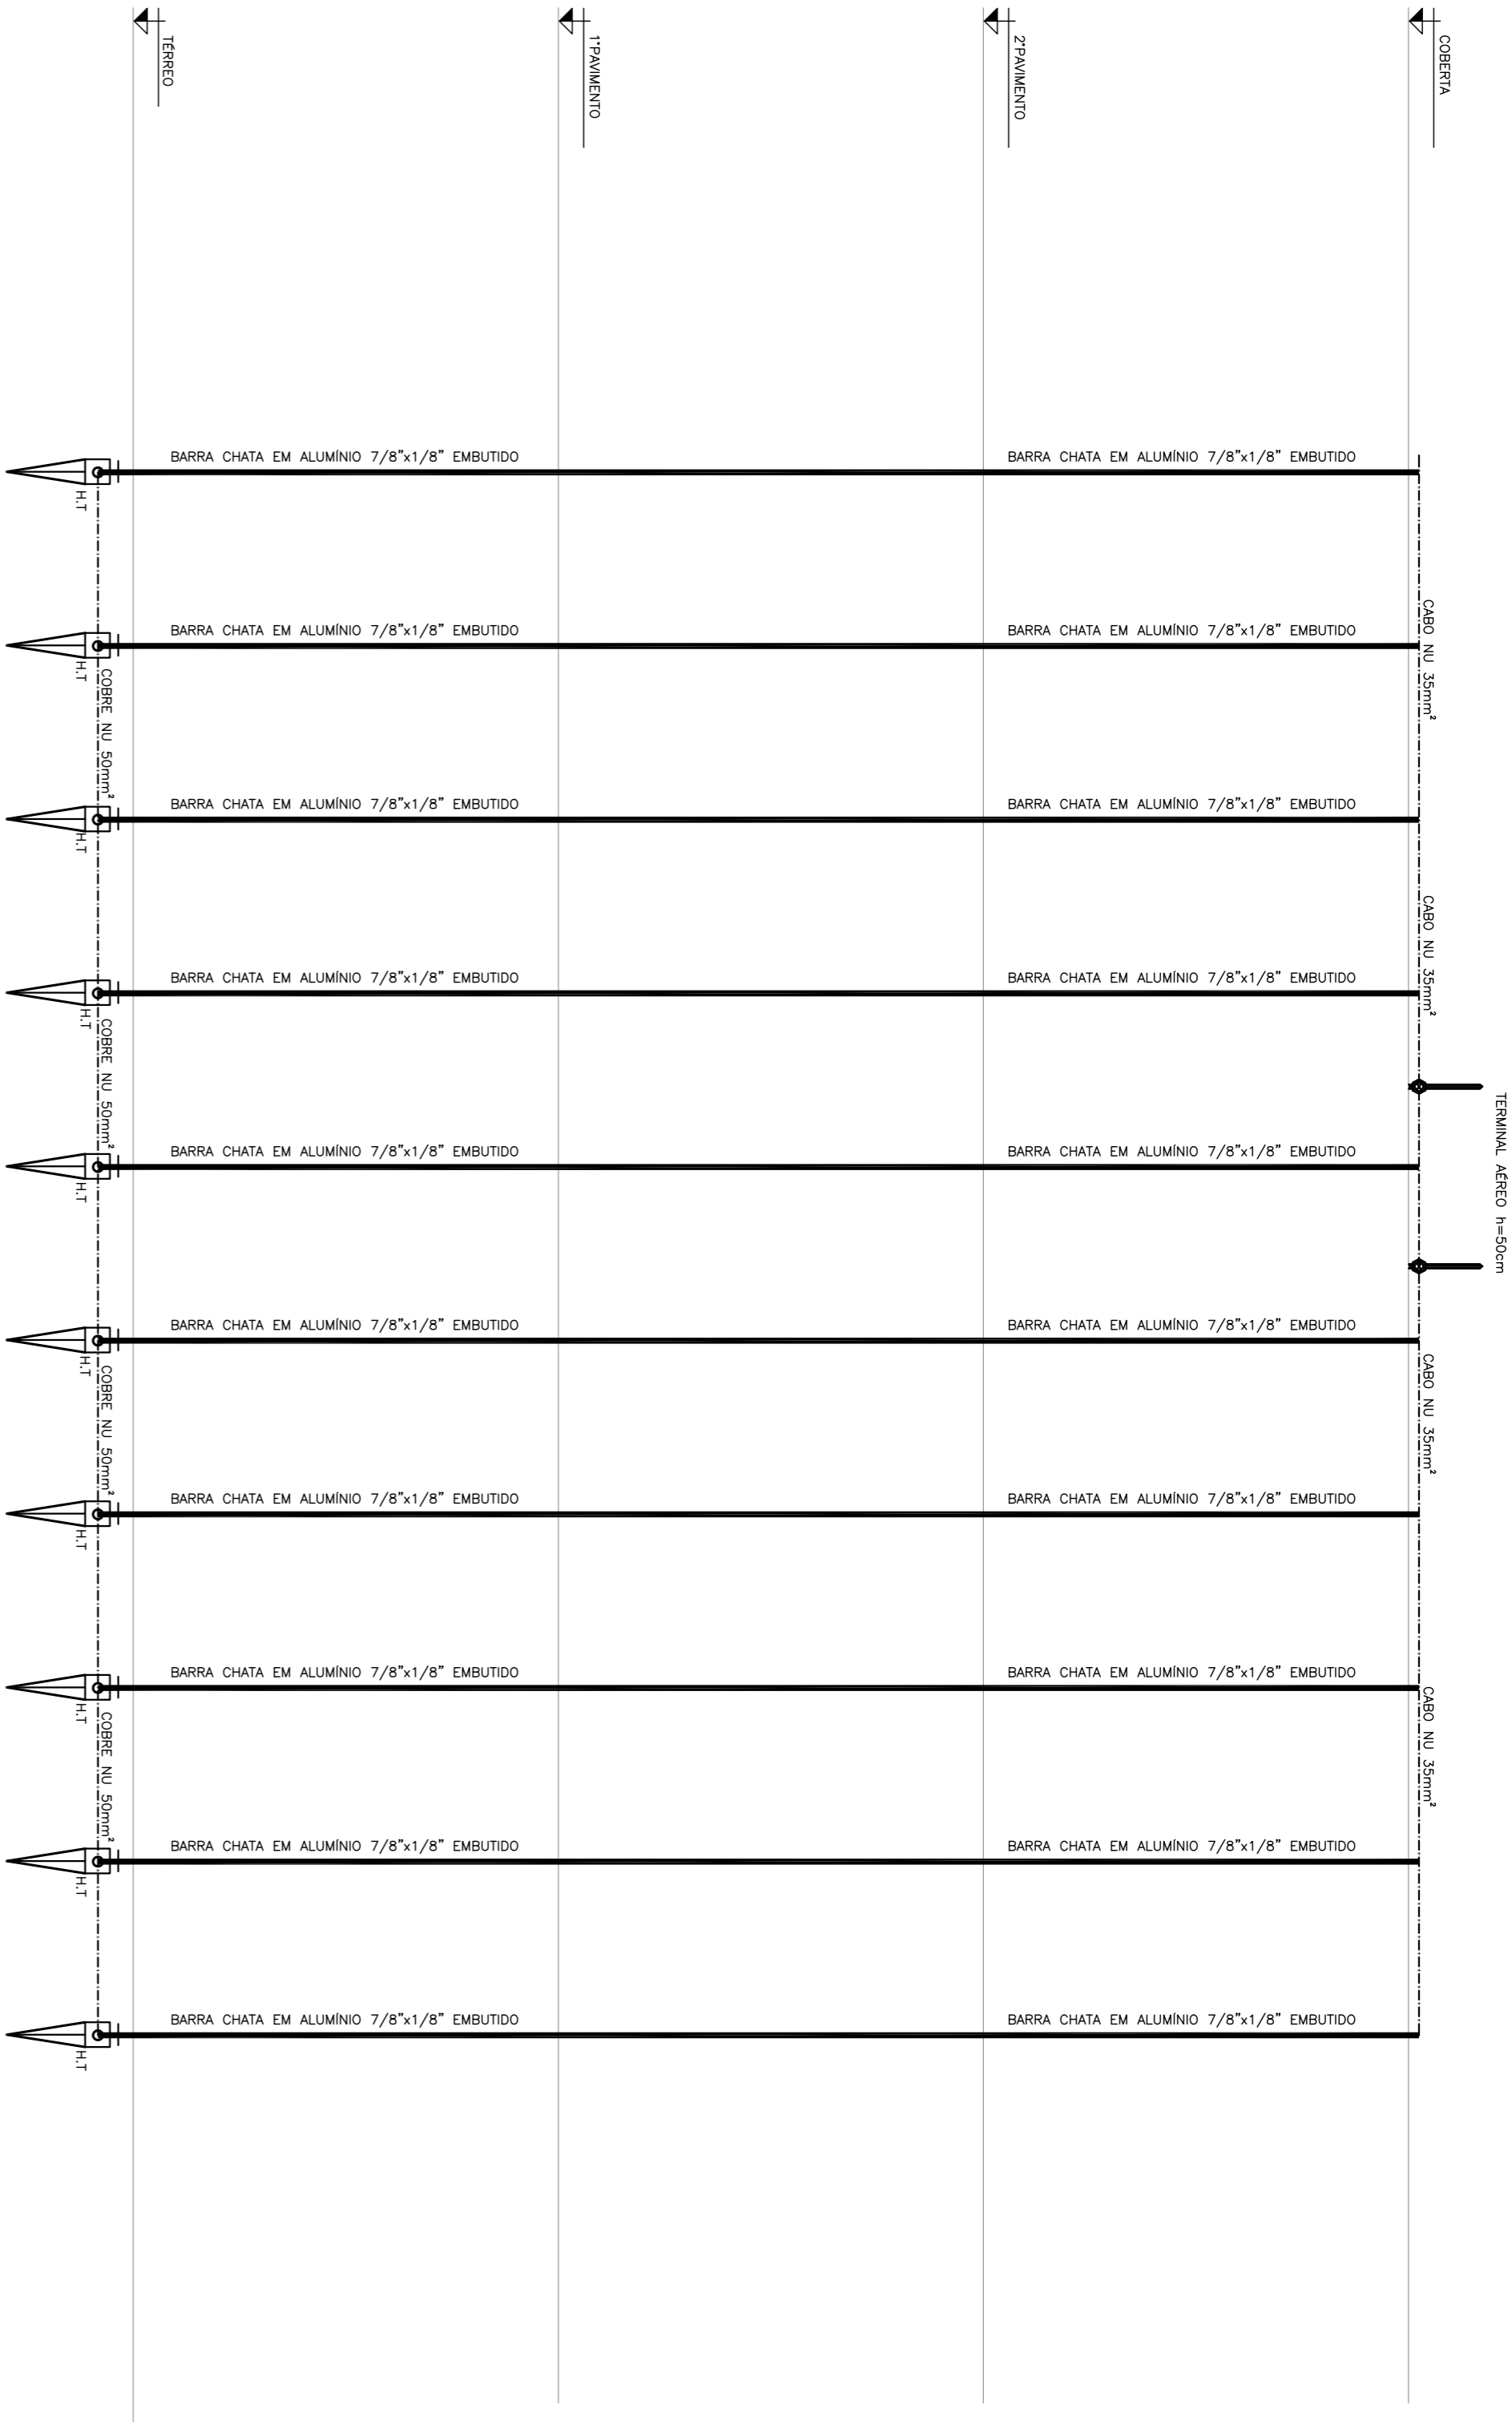 TÉRREO
1°PAVIMENTO
2°PAVIMENTO
COBERTA
BARRA CHATA EM ALUMÍNIO 7/8"x1/8" EMBUTIDO
BARRA CHATA EM ALUMÍNIO 7/8"x1/8" EMBUTIDO
H.T
CABO NU 35mm²
BARRA CHATA EM ALUMÍNIO 7/8"x1/8" EMBUTIDO
BARRA CHATA EM ALUMÍNIO 7/8"x1/8" EMBUTIDO
H.T
COBRE NU 50mm²
BARRA CHATA EM ALUMÍNIO 7/8"x1/8" EMBUTIDO
BARRA CHATA EM ALUMÍNIO 7/8"x1/8" EMBUTIDO
H.T
CABO NU 35mm²
BARRA CHATA EM ALUMÍNIO 7/8"x1/8" EMBUTIDO
BARRA CHATA EM ALUMÍNIO 7/8"x1/8" EMBUTIDO
H.T
COBRE NU 50mm²
TERMINAL AÉREO h=50cm
BARRA CHATA EM ALUMÍNIO 7/8"x1/8" EMBUTIDO
BARRA CHATA EM ALUMÍNIO 7/8"x1/8" EMBUTIDO
H.T
BARRA CHATA EM ALUMÍNIO 7/8"x1/8" EMBUTIDO
BARRA CHATA EM ALUMÍNIO 7/8"x1/8" EMBUTIDO
H.T
COBRE NU 50mm²
CABO NU 35mm²
BARRA CHATA EM ALUMÍNIO 7/8"x1/8" EMBUTIDO
BARRA CHATA EM ALUMÍNIO 7/8"x1/8" EMBUTIDO
H.T
BARRA CHATA EM ALUMÍNIO 7/8"x1/8" EMBUTIDO
BARRA CHATA EM ALUMÍNIO 7/8"x1/8" EMBUTIDO
H.T
COBRE NU 50mm²
CABO NU 35mm²
BARRA CHATA EM ALUMÍNIO 7/8"x1/8" EMBUTIDO
BARRA CHATA EM ALUMÍNIO 7/8"x1/8" EMBUTIDO
H.T
BARRA CHATA EM ALUMÍNIO 7/8"x1/8" EMBUTIDO
BARRA CHATA EM ALUMÍNIO 7/8"x1/8" EMBUTIDO
H.T